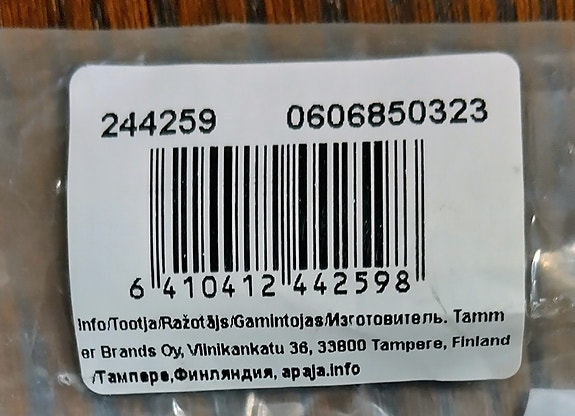 244259 0606850323
6 410412 442598
Info/Tootja/Ražotājs/Gamintojas/Изготовитель. Tamm
er Brands Oy, Viinikankatu 36, 33800 Tampere, Finland
/Тампере,Финляндия, apaja.info